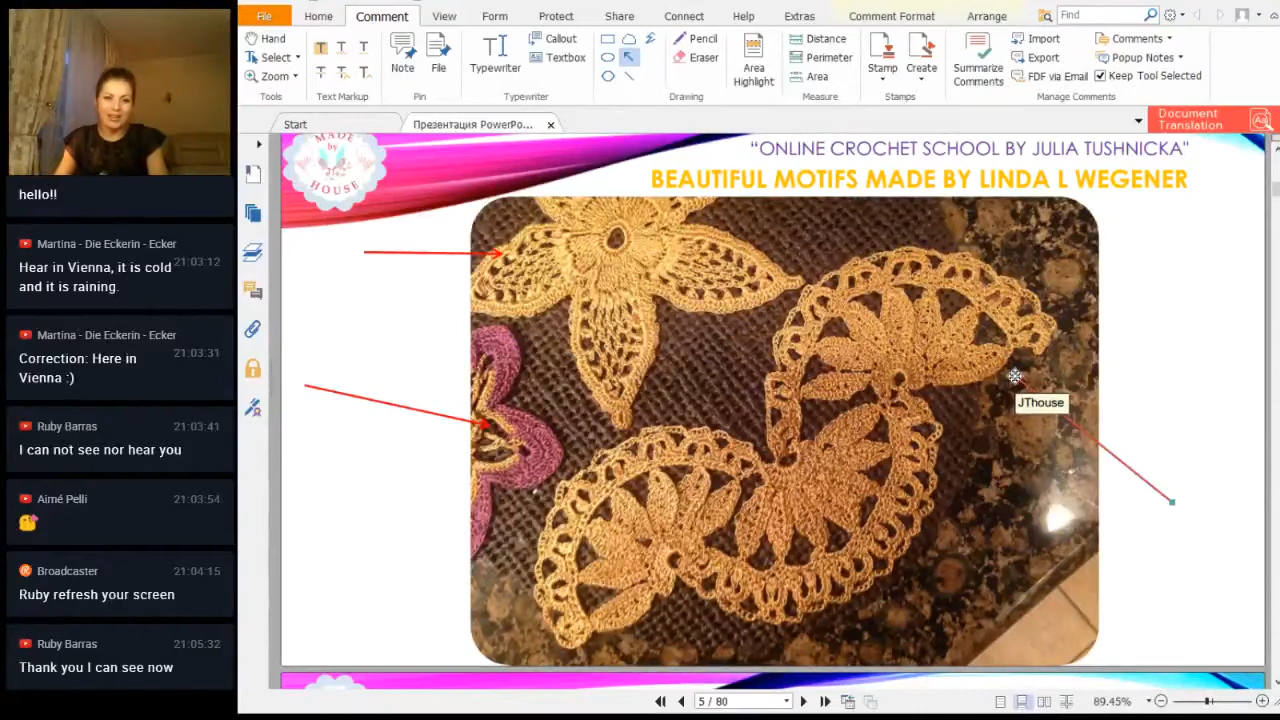 hello!!
Martina - Die Eckerin - Ecker
Hear in Vienna, it is cold
21:03:12
and it is raining.
Martina - Die Eckerin - Ecker
Correction: Here in
21:03:31
Vienna :)
Ruby Barras
21:03:41
I can not see nor hear you
Aimé Pelli
21:03:54
Broadcaster
21:04:15
Ruby refresh your screen
Ruby Barras
21:05:32
Thank you I can see now
File Home Comment View Form Protect Share Connect Help Extras Comment Format Arrange Find
Hand
Select
Zoom
Tools
T T T
T T T
Text Markup
Note
File
Pin
Typewriter
Callout
Textbox
Typewriter
Pencil
Eraser
Drawing
Area
Highlight
Distance
Perimeter
Area
Measure
Stamp
Create
Stamps
Summarize
Comments
Import
Export
FDF via Email
Comments
Popup Notes
Keep Tool Selected
Manage Comments
Start
Презентация PowerPo...
Document
Translation
MADE
by
JT
HOUSE
“ONLINE CROCHET SCHOOL BY JULIA TUSHNICKA"
BEAUTIFUL MOTIFS MADE BY LINDA L WEGENER
JThouse
5 / 80
89.45%